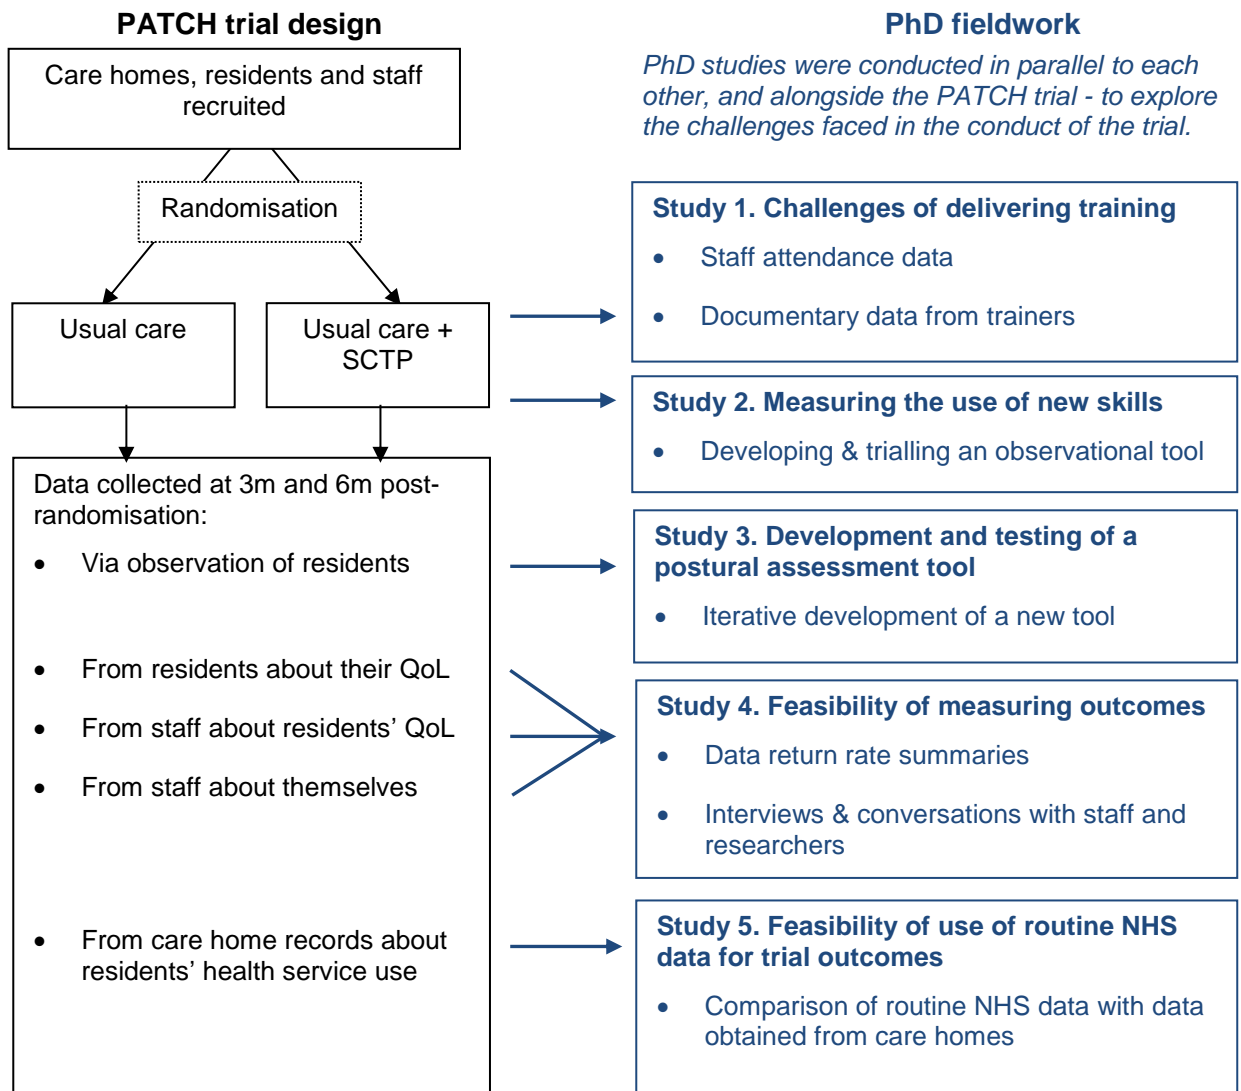 PATCH trial design
Care homes, residents and staff
recruited
Randomisation
Usual care
Usual care +
SCTP
Data collected at 3m and 6m post-
randomisation:
• Via observation of residents
• From residents about their QoL
• From staff about residents’ QoL
• From staff about themselves
• From care home records about
residents’ health service use
PhD fieldwork
PhD studies were conducted in parallel to each
other, and alongside the PATCH trial - to explore
the challenges faced in the conduct of the trial.
Study 1. Challenges of delivering training
• Staff attendance data
• Documentary data from trainers
Study 2. Measuring the use of new skills
• Developing & trialling an observational tool
Study 3. Development and testing of a
postural assessment tool
• Iterative development of a new tool
Study 4. Feasibility of measuring outcomes
• Data return rate summaries
• Interviews & conversations with staff and
researchers
Study 5. Feasibility of use of routine NHS
data for trial outcomes
• Comparison of routine NHS data with data
obtained from care homes